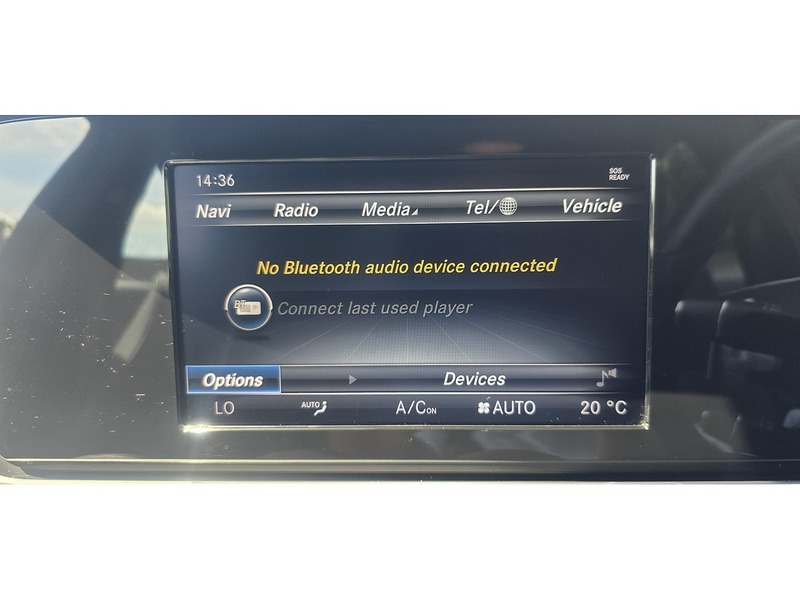 14:36
SOS READY
Navi Radio Media Tel/ Vehicle
No Bluetooth audio device connected
BT Connect last used player
Options Devices
LO AUTO A/C ON AUTO 20 °C